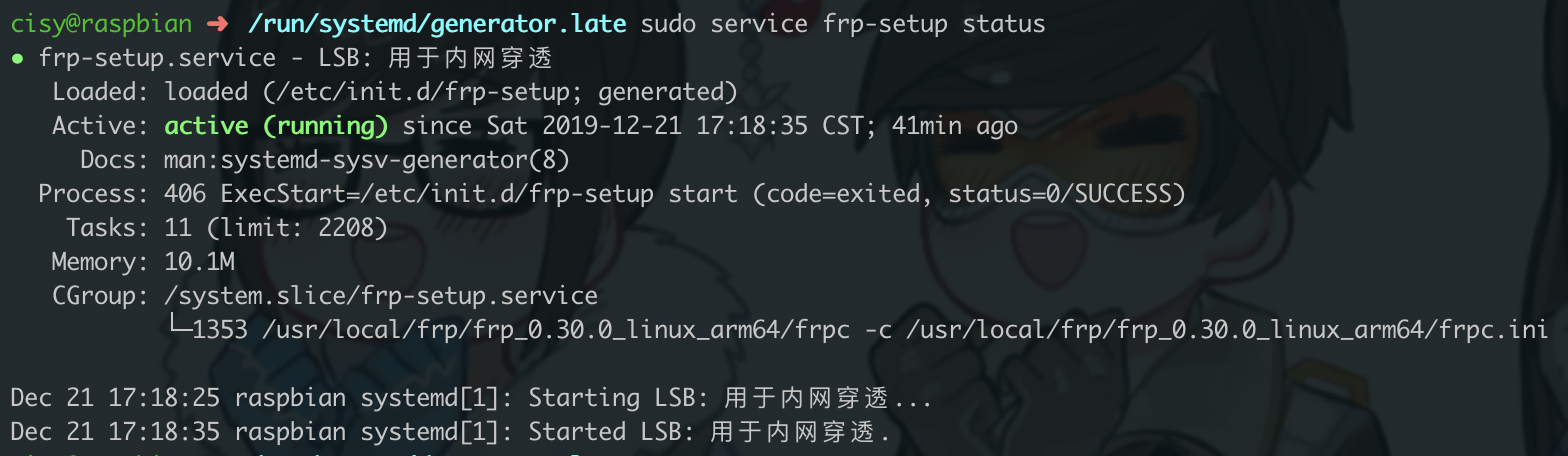 cisy@raspbian ➜ /run/systemd/generator.late sudo service frp-setup status
● frp-setup.service - LSB: 用于内网穿透
Loaded: loaded (/etc/init.d/frp-setup; generated)
Active: active (running) since Sat 2019-12-21 17:18:35 CST; 41min ago
Docs: man:systemd-sysv-generator(8)
Process: 406 ExecStart=/etc/init.d/frp-setup start (code=exited, status=0/SUCCESS)
Tasks: 11 (limit: 2208)
Memory: 10.1M
CGroup: /system.slice/frp-setup.service
└─1353 /usr/local/frp/frp_0.30.0_linux_arm64/frpc -c /usr/local/frp/frp_0.30.0_linux_arm64/frpc.ini
Dec 21 17:18:25 raspbian systemd[1]: Starting LSB: 用于内网穿透...
Dec 21 17:18:35 raspbian systemd[1]: Started LSB: 用于内网穿透.